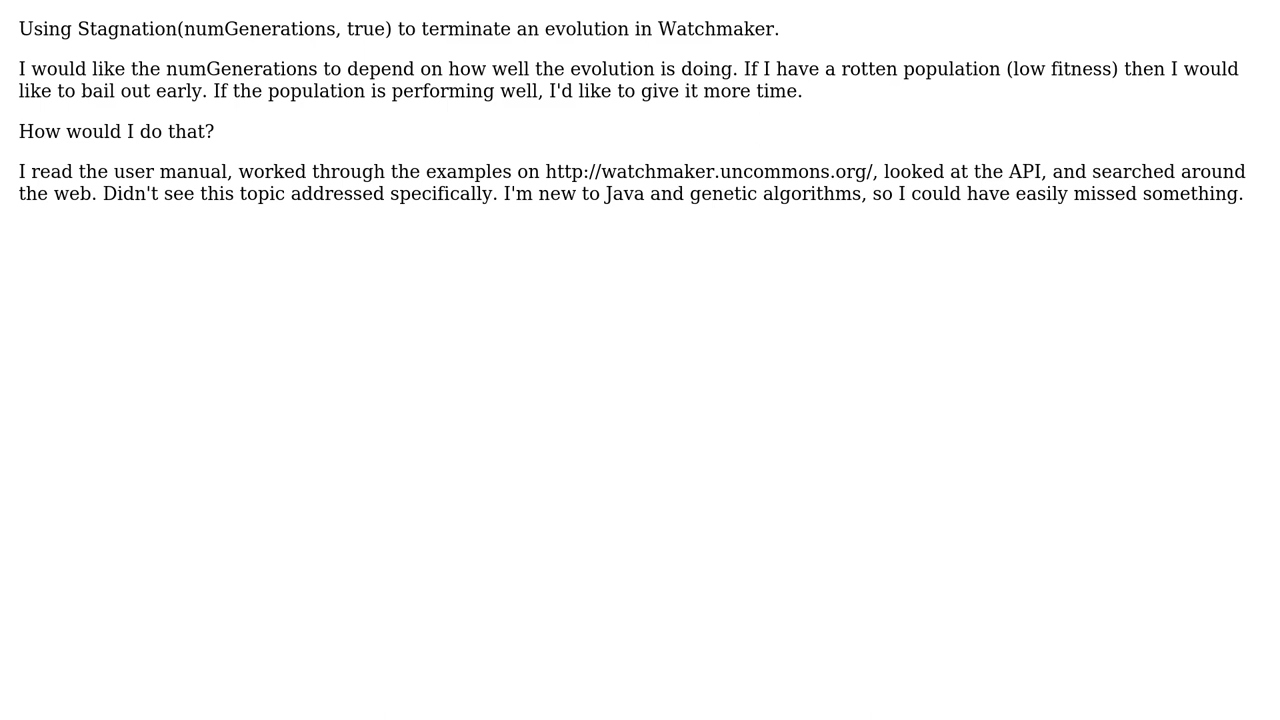 Using Stagnation(numGenerations, true) to terminate an evolution in Watchmaker.
I would like the numGenerations to depend on how well the evolution is doing. If I have a rotten population (low fitness) then I would
like to bail out early. If the population is performing well, I'd like to give it more time.
How would I do that?
I read the user manual, worked through the examples on http://watchmaker.uncommons.org/, looked at the API, and searched around
the web. Didn't see this topic addressed specifically. I'm new to Java and genetic algorithms, so I could have easily missed something.